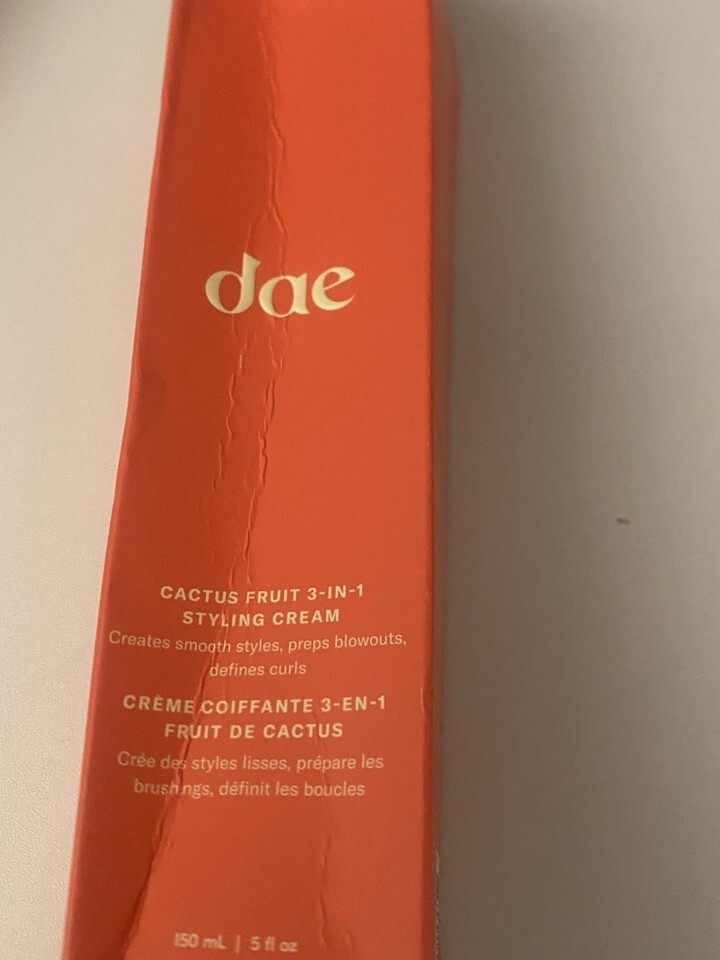 dae
CACTUS FRUIT 3-IN-1
STYLING CREAM
Creates smooth styles, preps blowouts,
defines curls
CRÈME COIFFANTE 3-EN-1
FRUIT DE CACTUS
Crée des styles lisses, prépare les
brushings, définit les boucles
150 mL | 5 fl oz